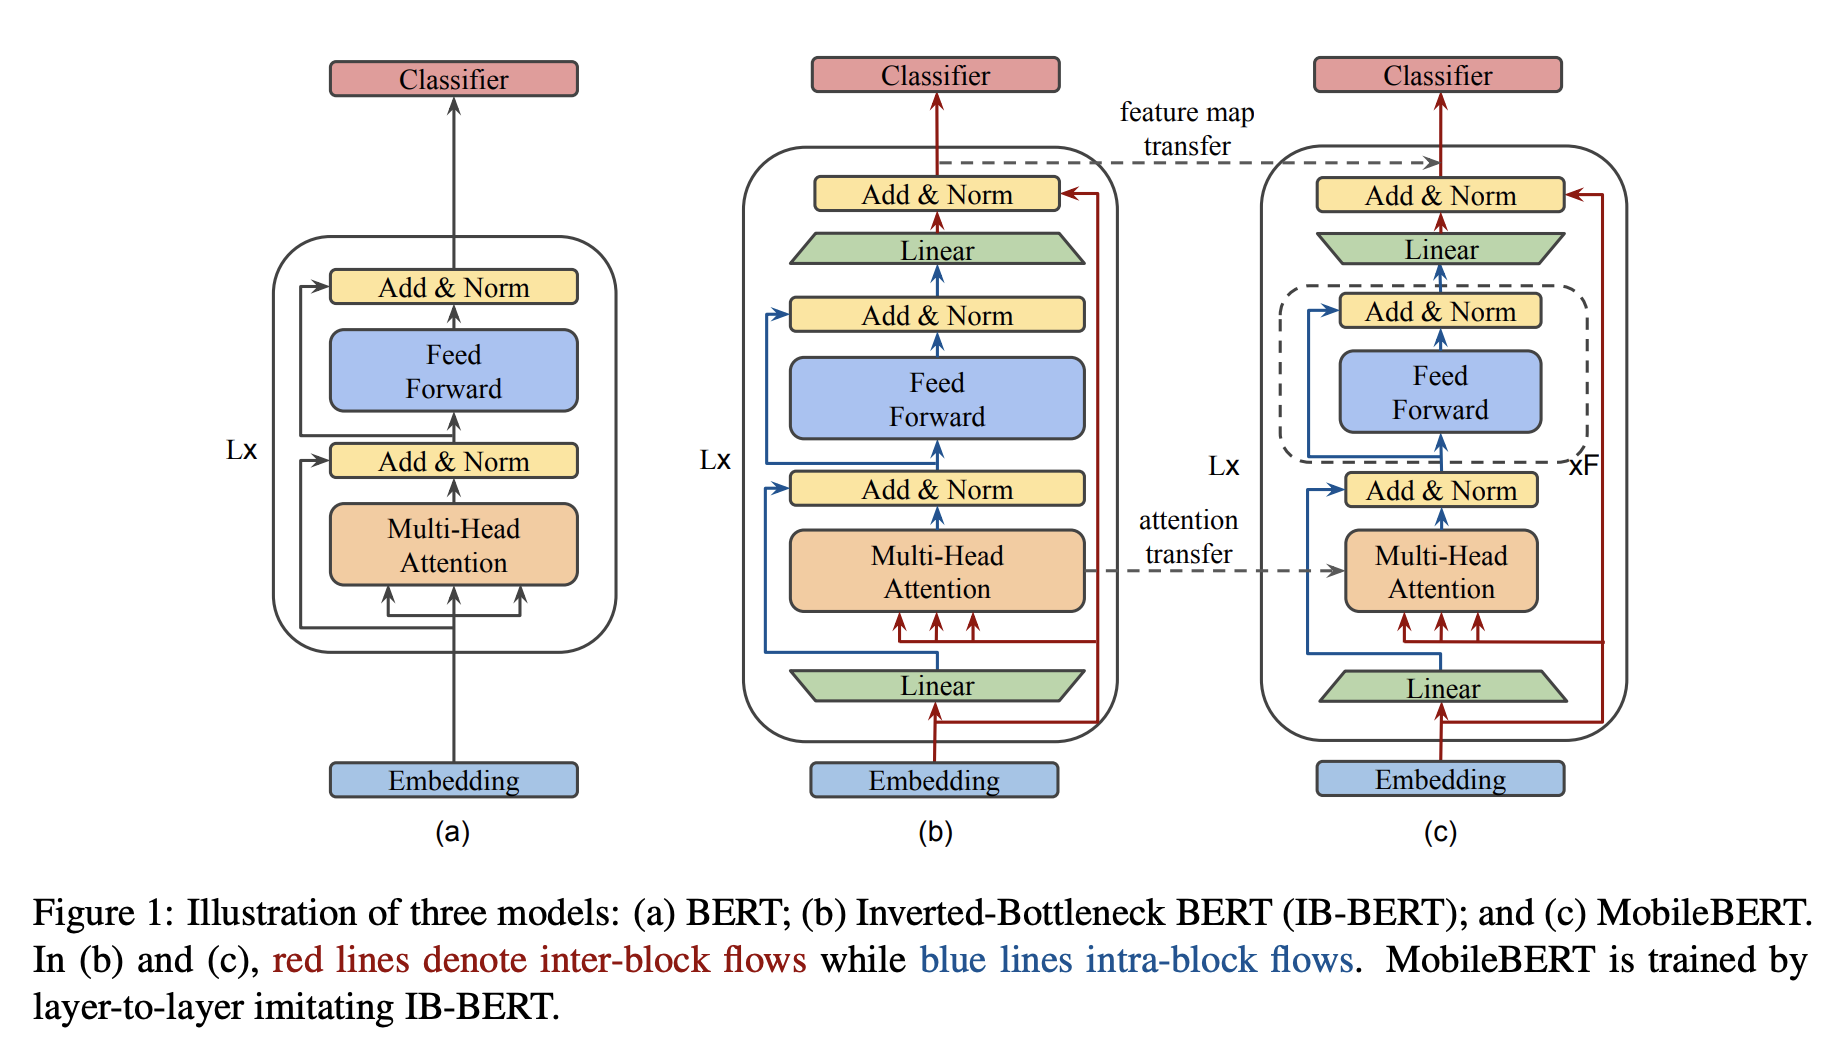 Classifier
Add & Norm
Feed
Forward
Lx
Add & Norm
Multi-Head
Attention
Embedding
(a)
Classifier
Add & Norm
Linear
Add & Norm
Feed
Forward
Lx
Add & Norm
Multi-Head
Attention
Linear
Embedding
(b)
feature map
transfer
attention
transfer
Classifier
Add & Norm
Linear
Add & Norm
Feed
Forward
Lx
xF
Add & Norm
Multi-Head
Attention
Linear
Embedding
(c)
Figure 1: Illustration of three models: (a) BERT; (b) Inverted-Bottleneck BERT (IB-BERT); and (c) MobileBERT.
In (b) and (c), red lines denote inter-block flows while blue lines intra-block flows. MobileBERT is trained by
layer-to-layer imitating IB-BERT.